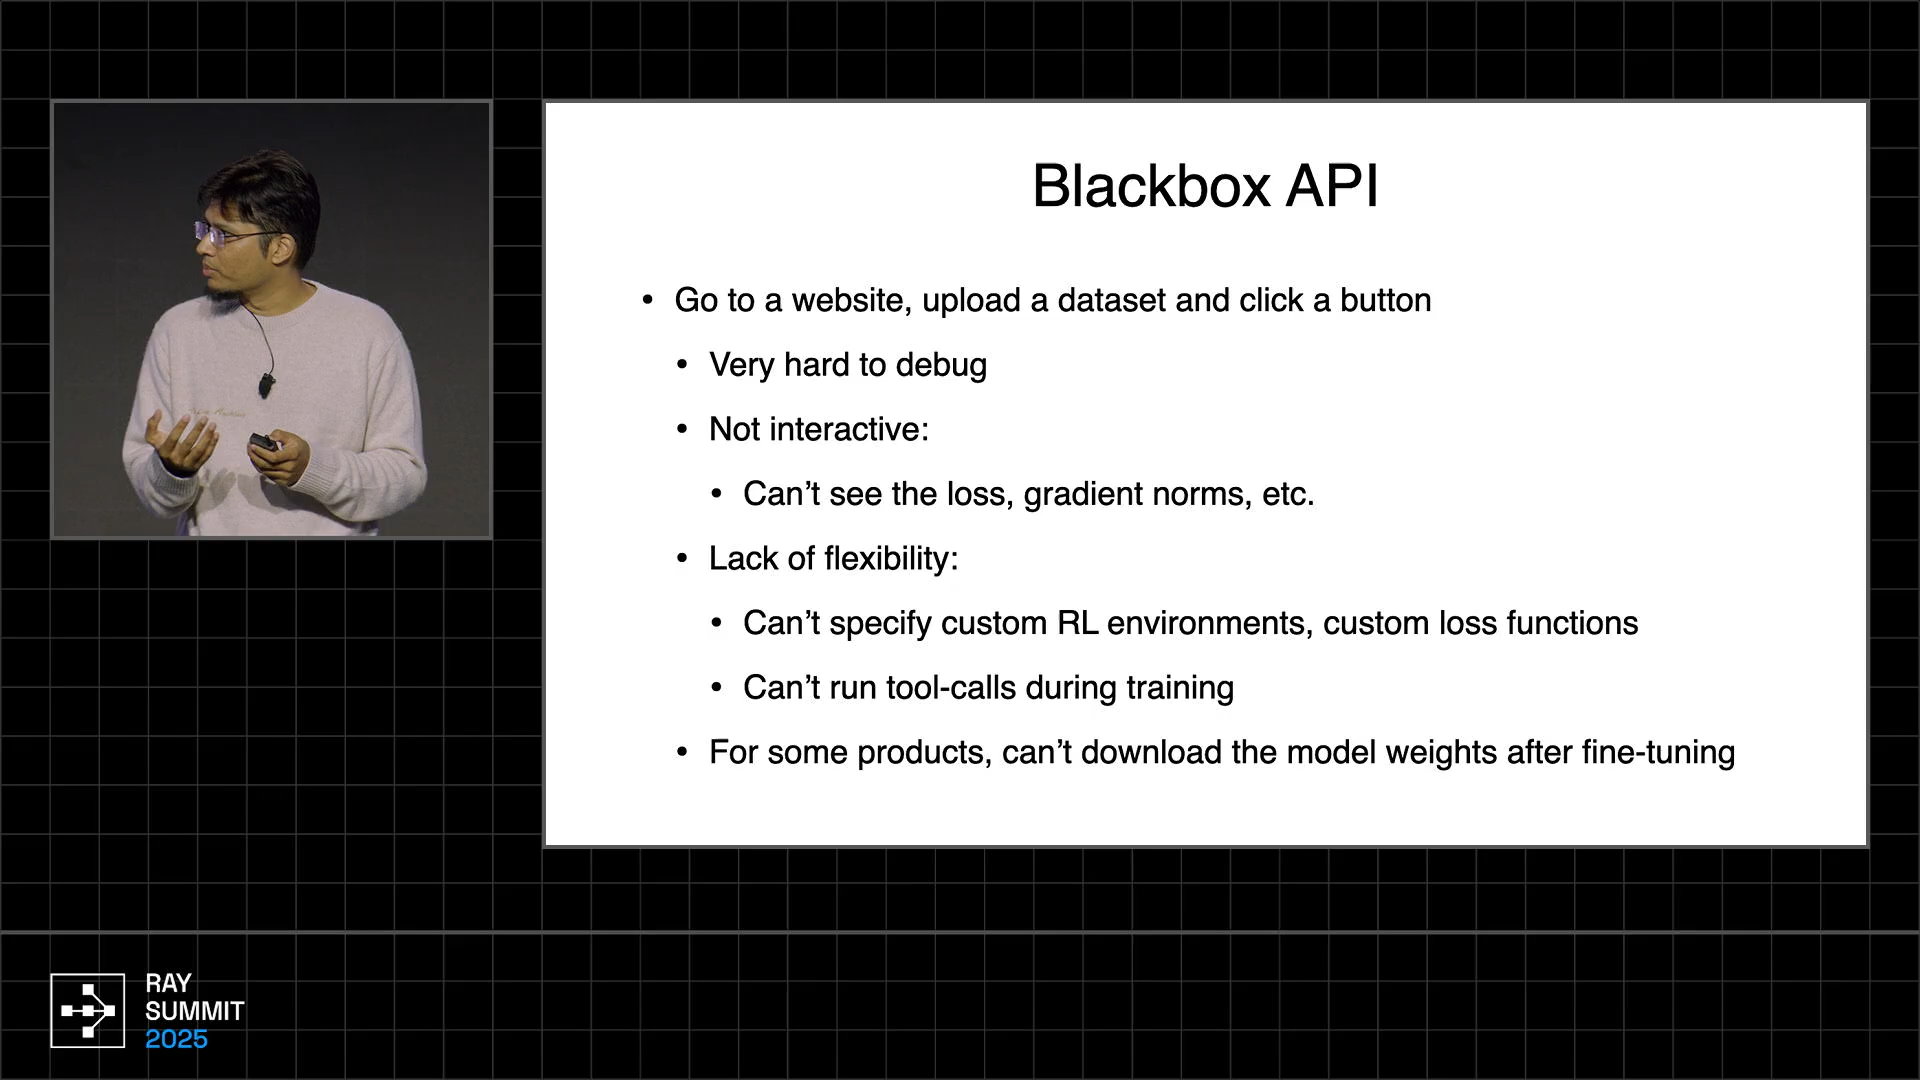 Blackbox API
• Go to a website, upload a dataset and click a button
• Very hard to debug
• Not interactive:
• Can’t see the loss, gradient norms, etc.
• Lack of flexibility:
• Can’t specify custom RL environments, custom loss functions
• Can’t run tool-calls during training
• For some products, can’t download the model weights after fine-tuning
RAY
SUMMIT
2025